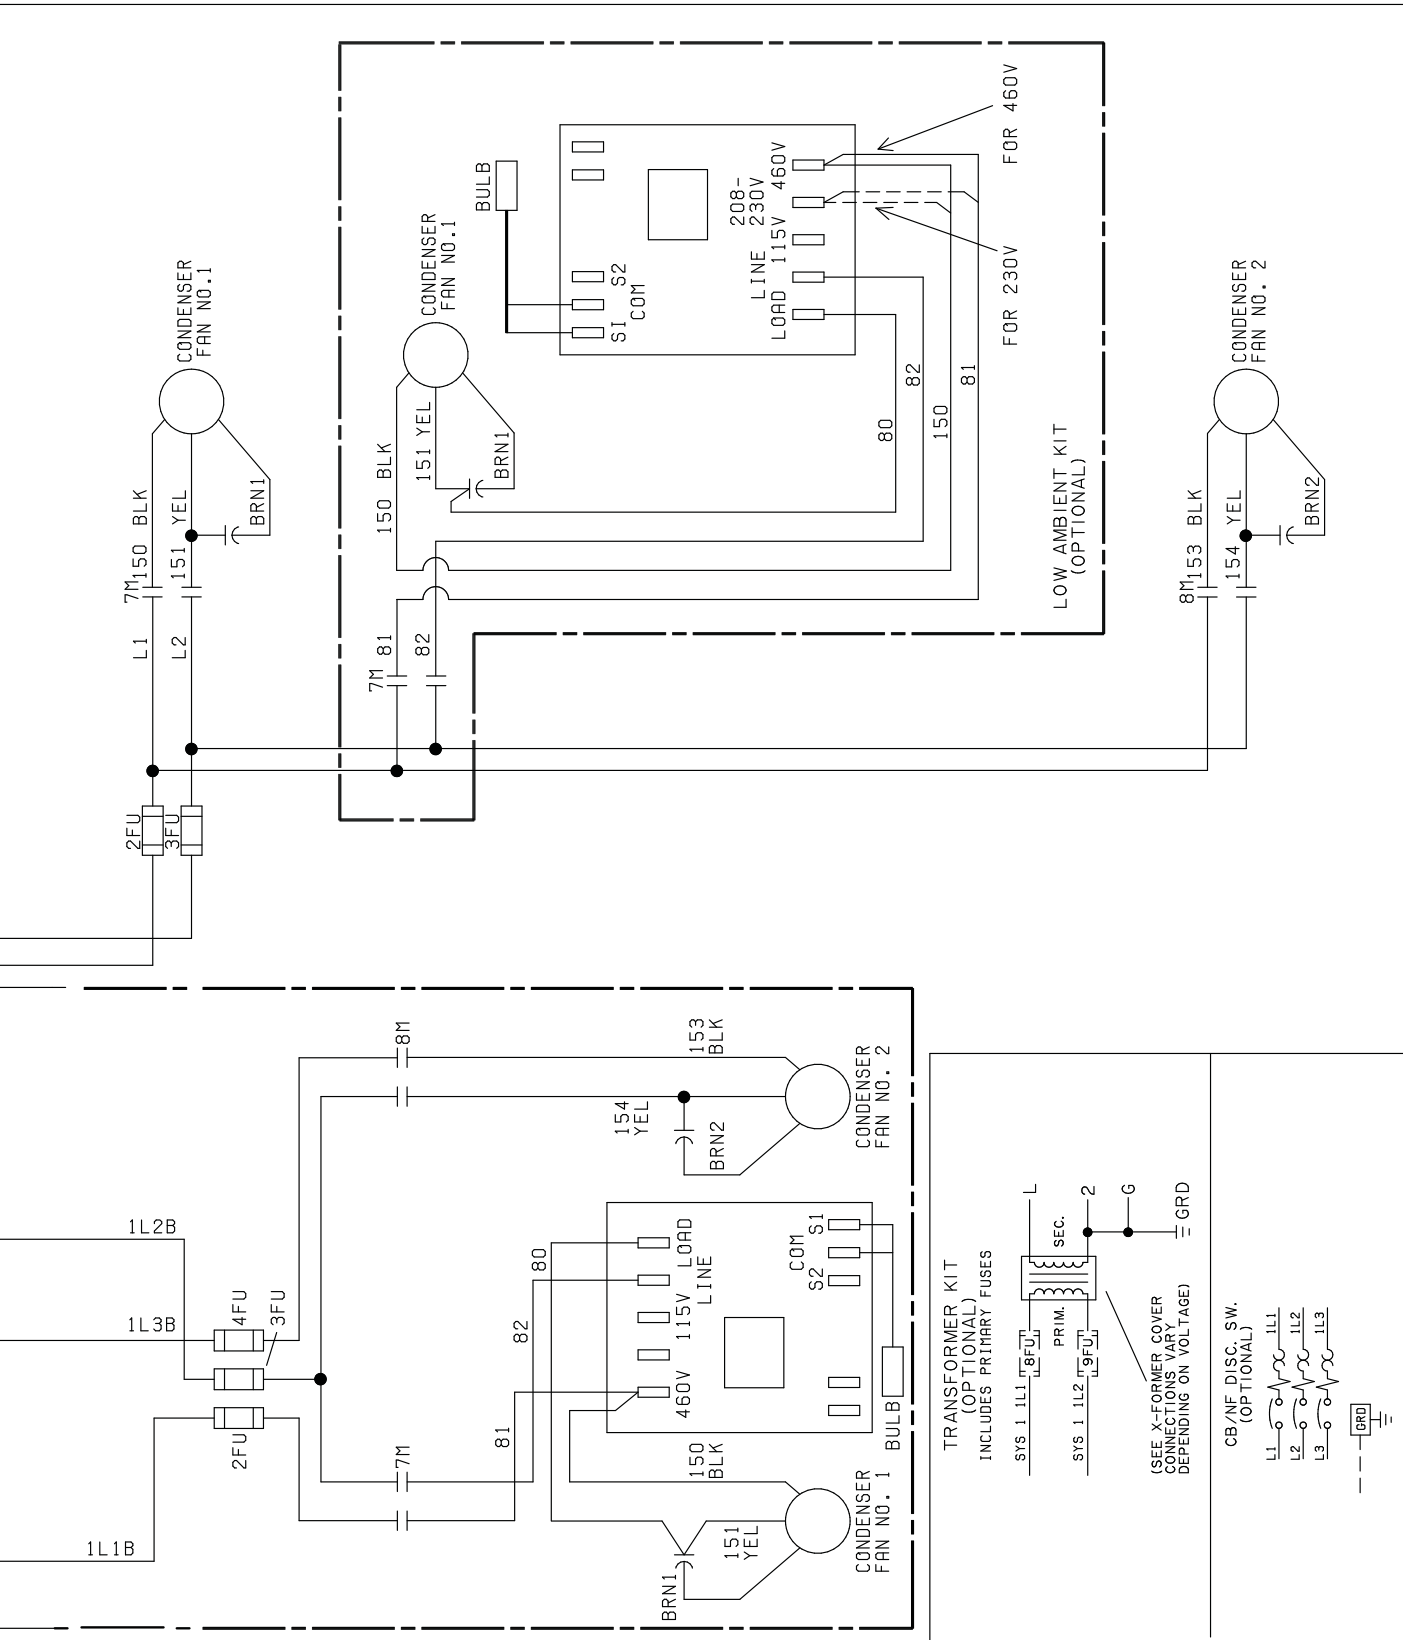 CONDENSER
FAN NO.1
7M
150 BLK
151 YEL
BRN1
L1
L2
2FU
3FU
BULB
CONDENSER
FAN NO.1
150 BLK
151 YEL
BRN1
S2
COM
SI
460V
208-
230V
115V
LINE
LOAD
FOR 460V
FOR 230V
80
82
150
81
7M
81
82
LOW AMBIENT KIT
(OPTIONAL)
CONDENSER
FAN NO. 2
8M
153 BLK
154 YEL
BRN2
1L2B
1L3B
1L1B
4FU
3FU
2FU
8M
153
BLK
154
YEL
BRN2
CONDENSER
FAN NO. 2
80
82
81
7M
LOAD
LINE
115V
460V
S1
COM
S2
BULB
150
BLK
151
YEL
BRN1
CONDENSER
FAN NO. 1
TRANSFORMER KIT
(OPTIONAL)
INCLUDES PRIMARY FUSES
SYS 1 1L1
8FU
SYS 1 1L2
9FU
PRIM.
SEC.
L
2
G
GRD
(SEE X-FORMER COVER
CONNECTIONS VARY
DEPENDING ON VOLTAGE)
CB/NF DISC. SW.
(OPTIONAL)
L1
1L1
L2
1L2
L3
1L3
GRD